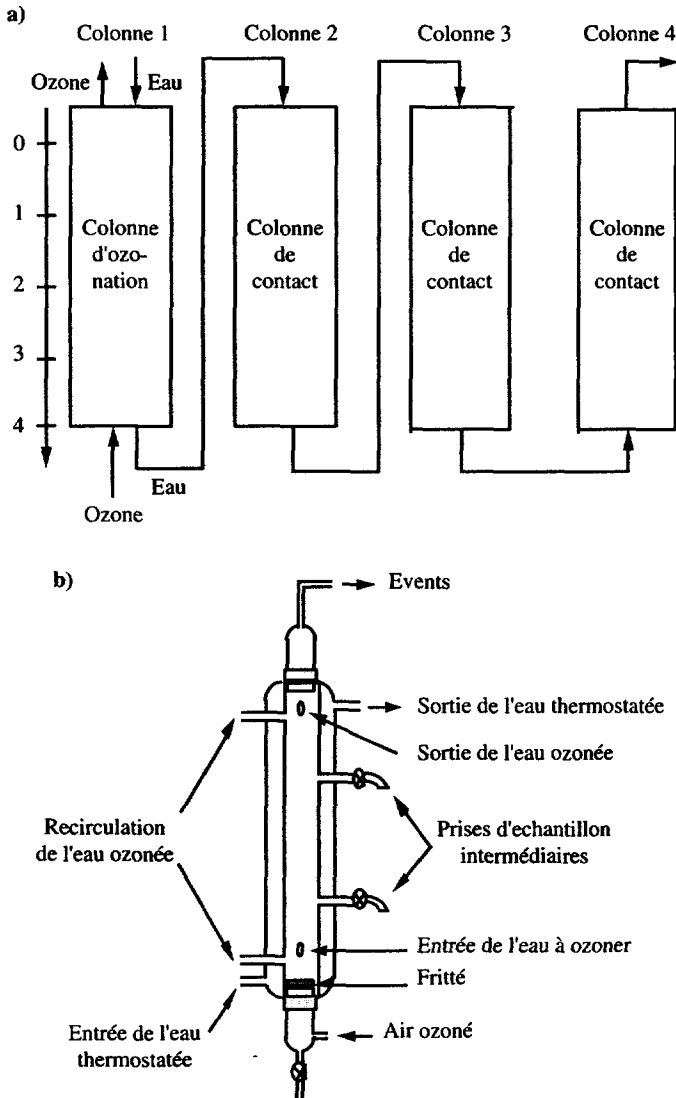 a)
Colonne 1
Colonne 2
Colonne 3
Colonne 4
Ozone
Eau
0
1
2
3
4
Colonne
d'ozo-
nation
Colonne
de
contact
Colonne
de
contact
Colonne
de
contact
Eau
Ozone
b)
Events
Sortie de l'eau thermostatée
Sortie de l'eau ozonée
Recirculation
de l'eau ozonée
Prises d'echantillon
intermédiaires
Entrée de l'eau à ozoner
Fritté
Entrée de l'eau
thermostatée
Air ozoné